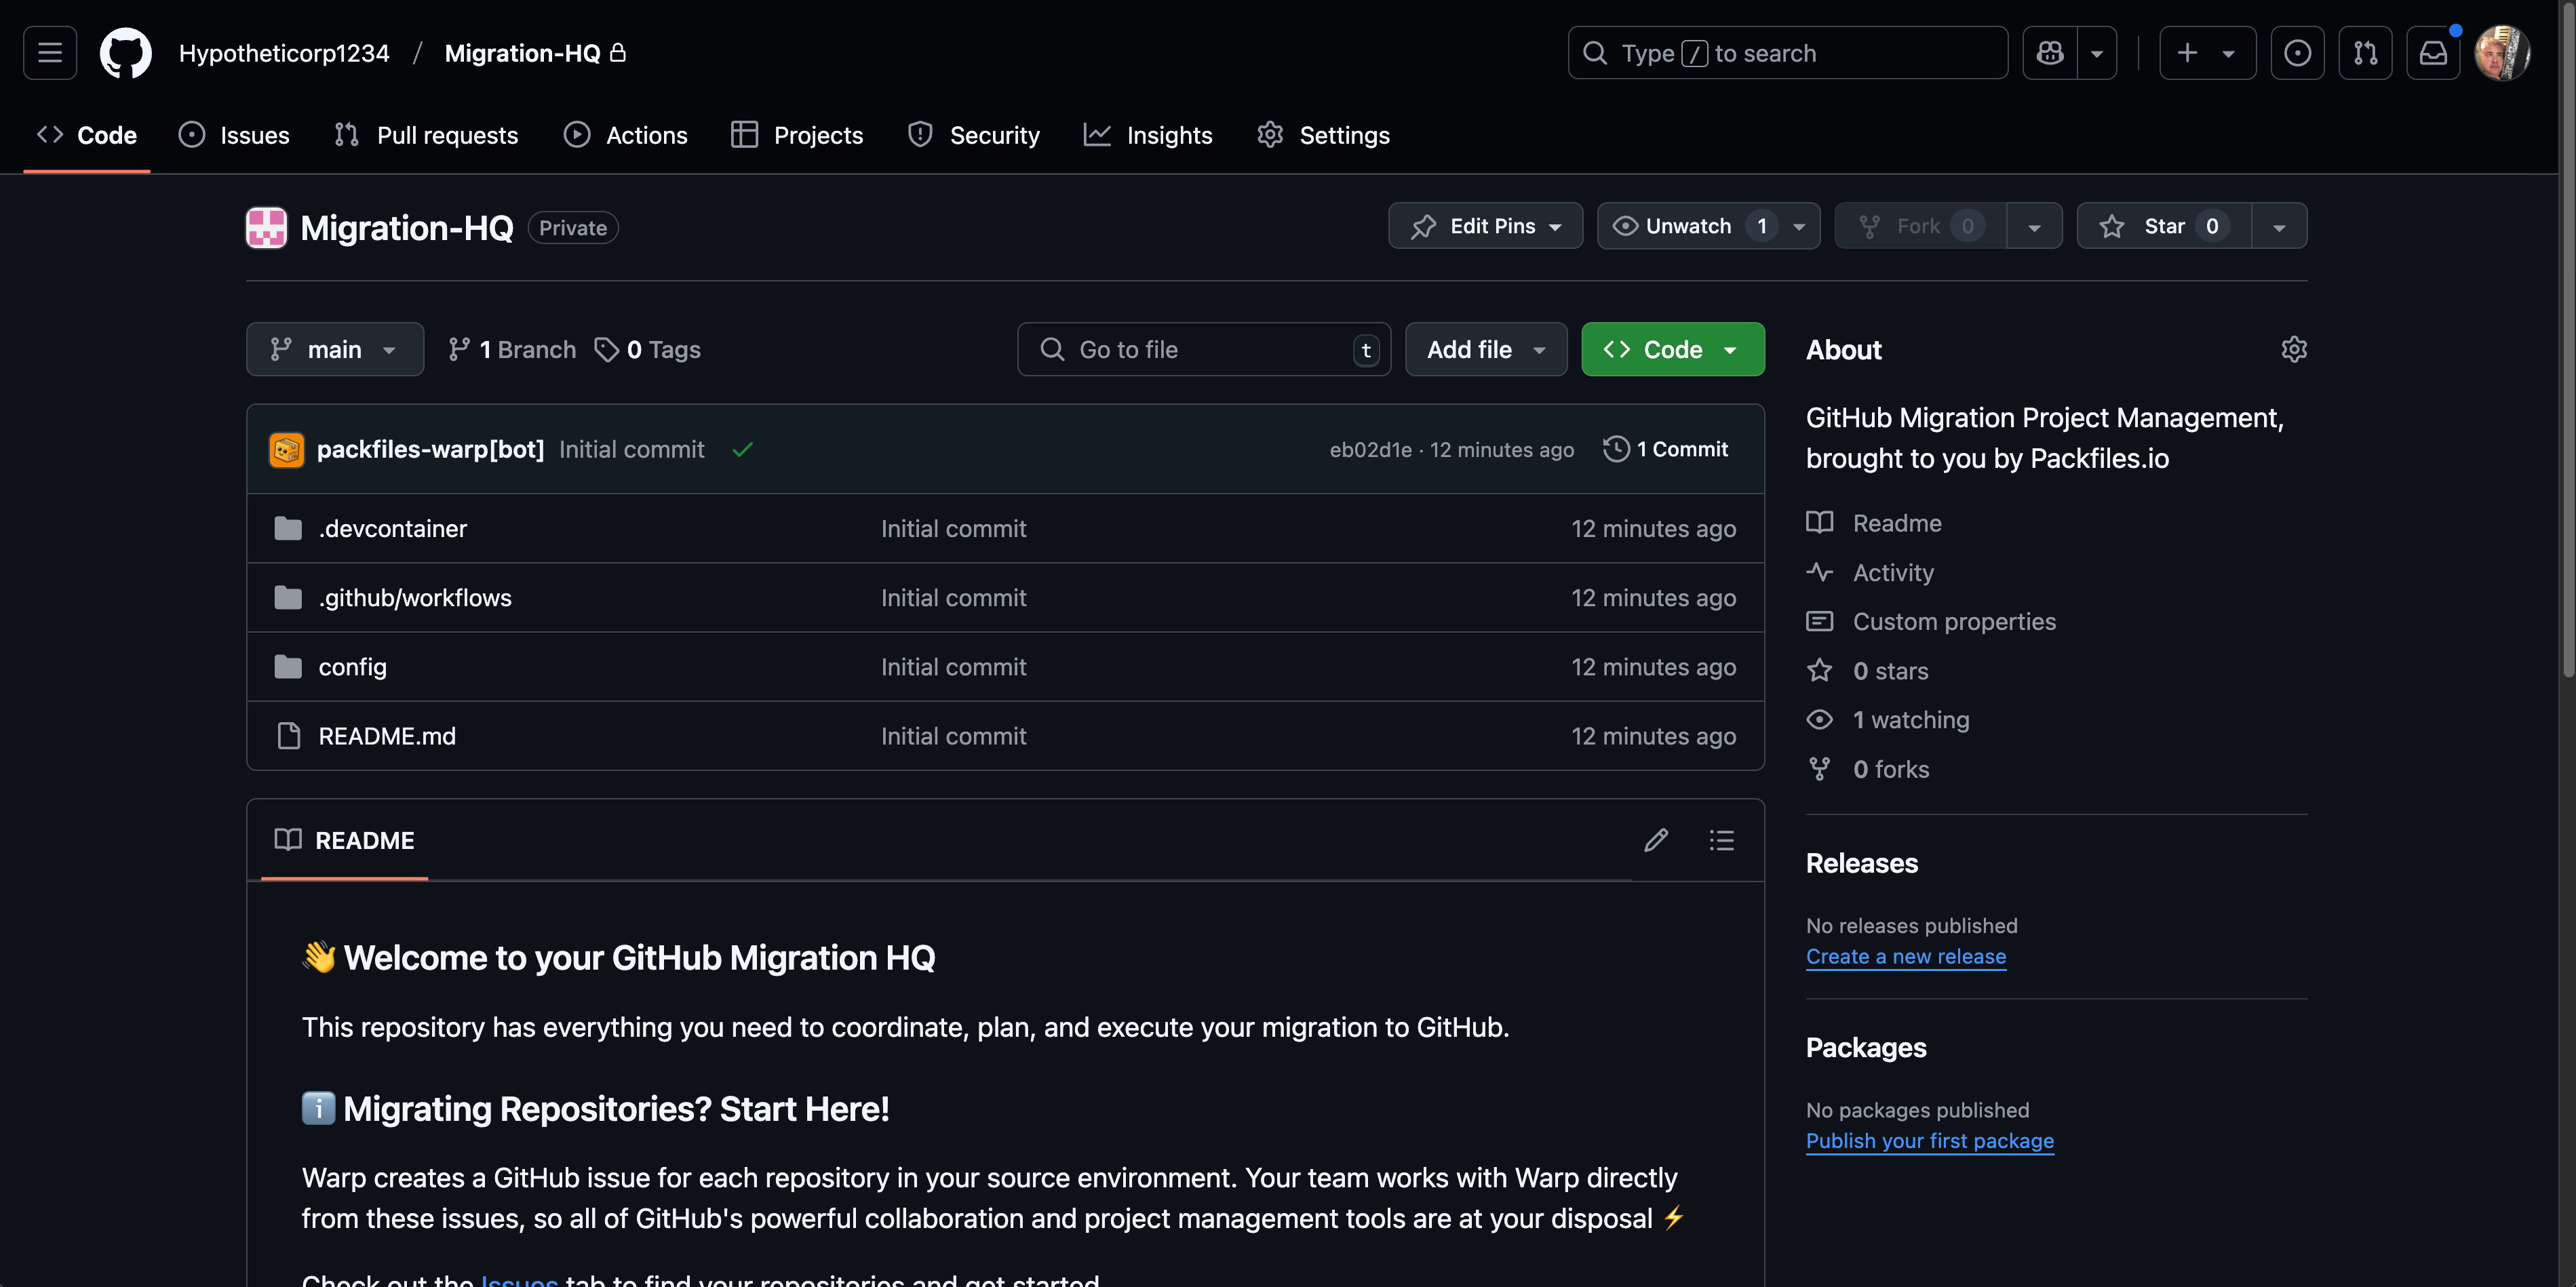 Hypotheticorp1234 / Migration-HQ
Type / to search
Code Issues Pull requests Actions Projects Security Insights Settings
Migration-HQ Private
Edit Pins Unwatch 1 Fork 0 Star 0
main 1 Branch 0 Tags
Go to file t Add file Code
packfiles-warp[bot] Initial commit eb02d1e · 12 minutes ago 1 Commit
.devcontainer Initial commit 12 minutes ago
.github/workflows Initial commit 12 minutes ago
config Initial commit 12 minutes ago
README.md Initial commit 12 minutes ago
README
👋 Welcome to your GitHub Migration HQ
This repository has everything you need to coordinate, plan, and execute your migration to GitHub.
ℹ️ Migrating Repositories? Start Here!
Warp creates a GitHub issue for each repository in your source environment. Your team works with Warp directly
from these issues, so all of GitHub's powerful collaboration and project management tools are at your disposal ⚡
Check out the Issues tab to find your repositories and get started.
About
GitHub Migration Project Management,
brought to you by Packfiles.io
Readme
Activity
Custom properties
0 stars
1 watching
0 forks
Releases
No releases published
Create a new release
Packages
No packages published
Publish your first package